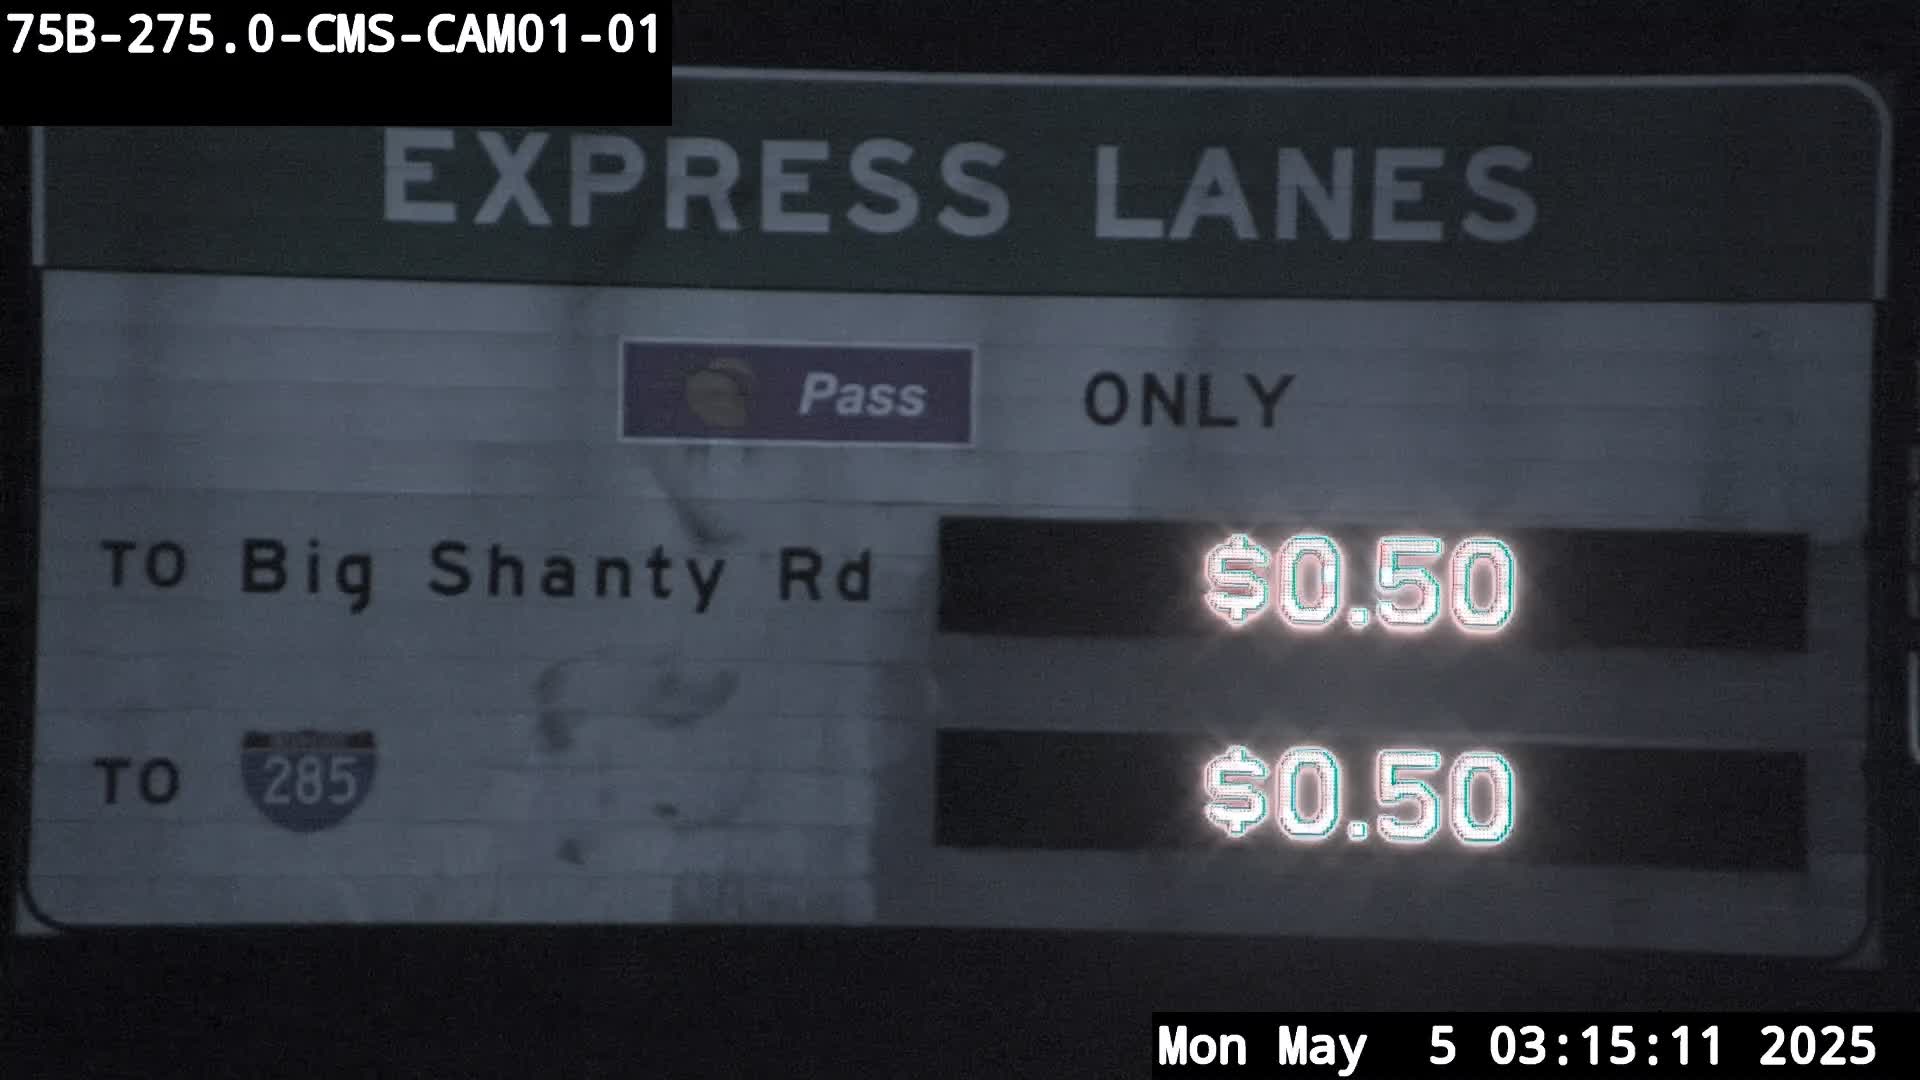 75B-275.0-CMS-CAM01-01
EXPRESS LANES
Pass ONLY
TO Big Shanty Rd $0.50
TO 285 $0.50
Mon May 5 03:15:11 2025